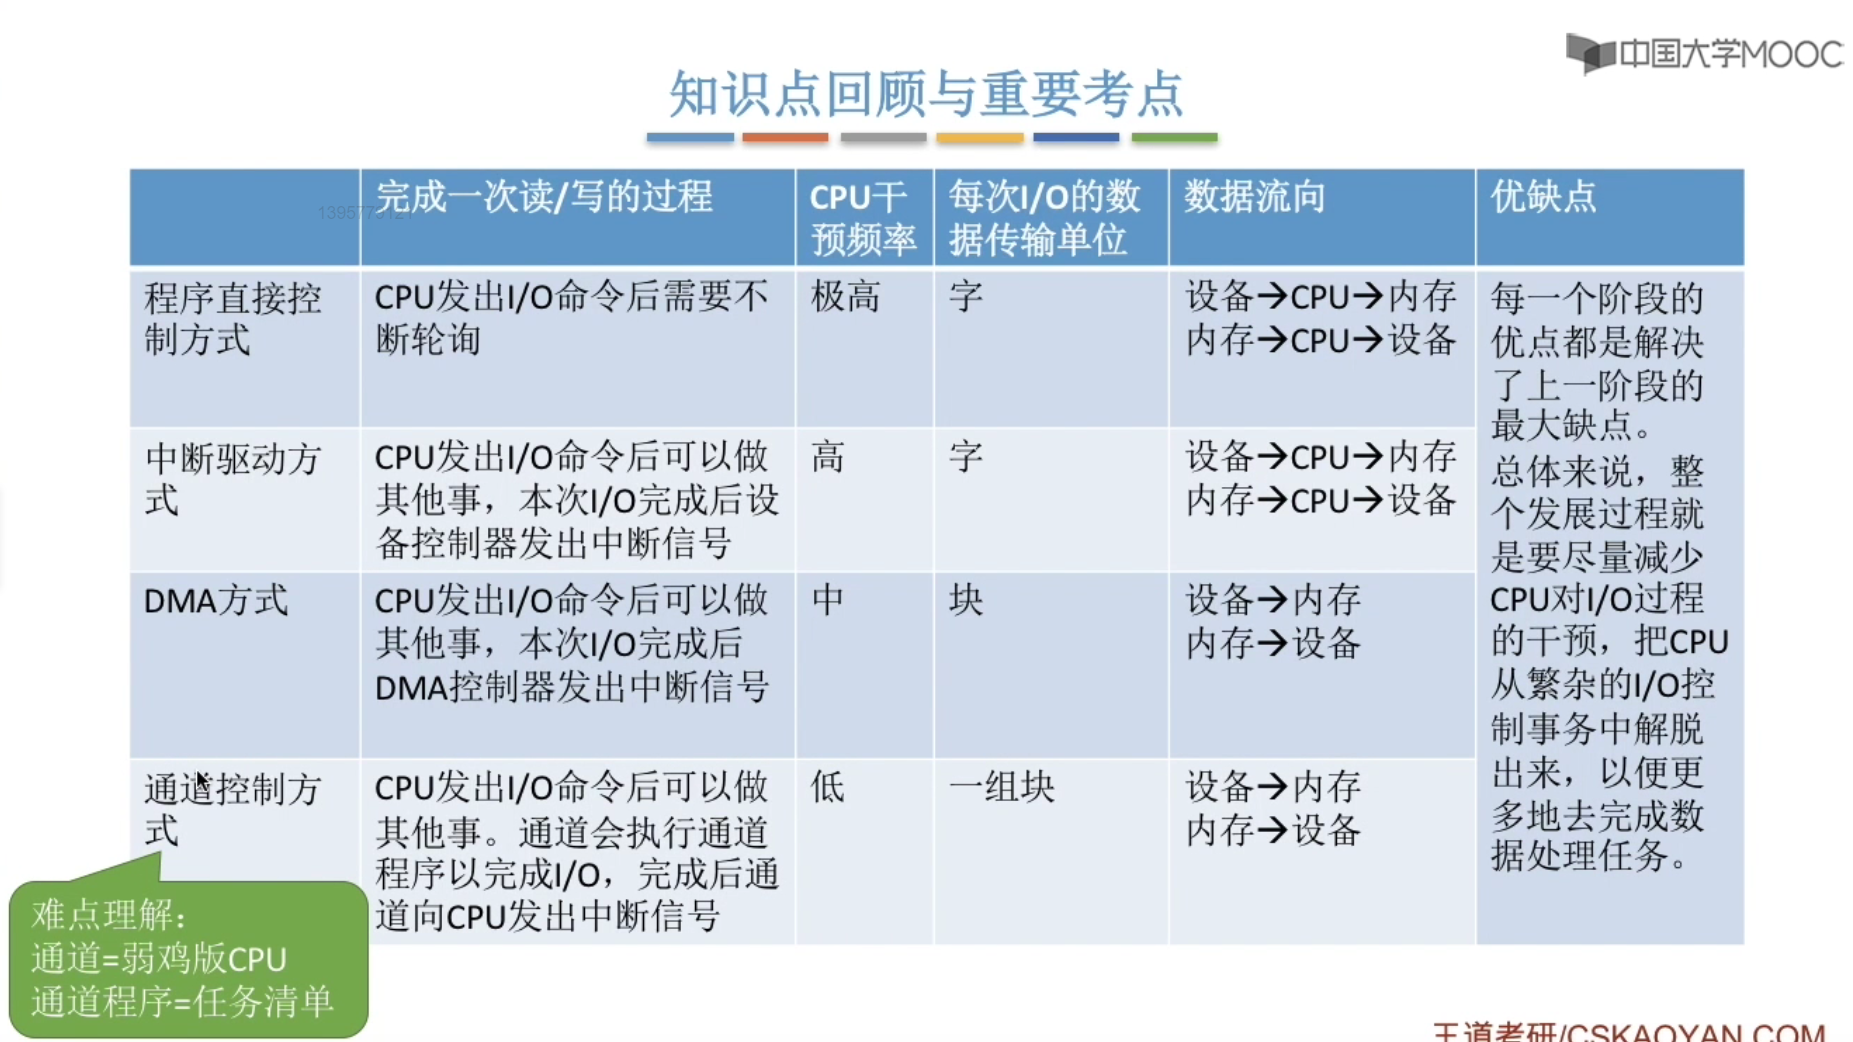 中国大学MOOC
知识点回顾与重要考点
完成一次读/写的过程
CPU干
预频率
每次I/O的数
据传输单位
数据流向
优缺点
程序直接控
制方式
CPU发出I/O命令后需要不
断轮询
极高
字
设备→CPU→内存
内存→CPU→设备
每一个阶段的
优点都是解决
了上一阶段的
最大缺点。
总体来说，整
个发展过程就
是要尽量减少
CPU对I/O过程
的干预，把CPU
从繁杂的I/O控
制事务中解脱
出来，以便更
多地去完成数
据处理任务。
中断驱动方
式
CPU发出I/O命令后可以做
其他事，本次I/O完成后设
备控制器发出中断信号
高
字
设备→CPU→内存
内存→CPU→设备
DMA方式
CPU发出I/O命令后可以做
其他事，本次I/O完成后
DMA控制器发出中断信号
中
块
设备→内存
内存→设备
通道控制方
式
CPU发出I/O命令后可以做
其他事。通道会执行通道
程序以完成I/O，完成后通
道向CPU发出中断信号
低
一组块
设备→内存
内存→设备
难点理解：
通道=弱鸡版CPU
通道程序=任务清单
王道考研/CSKAOYAN.COM